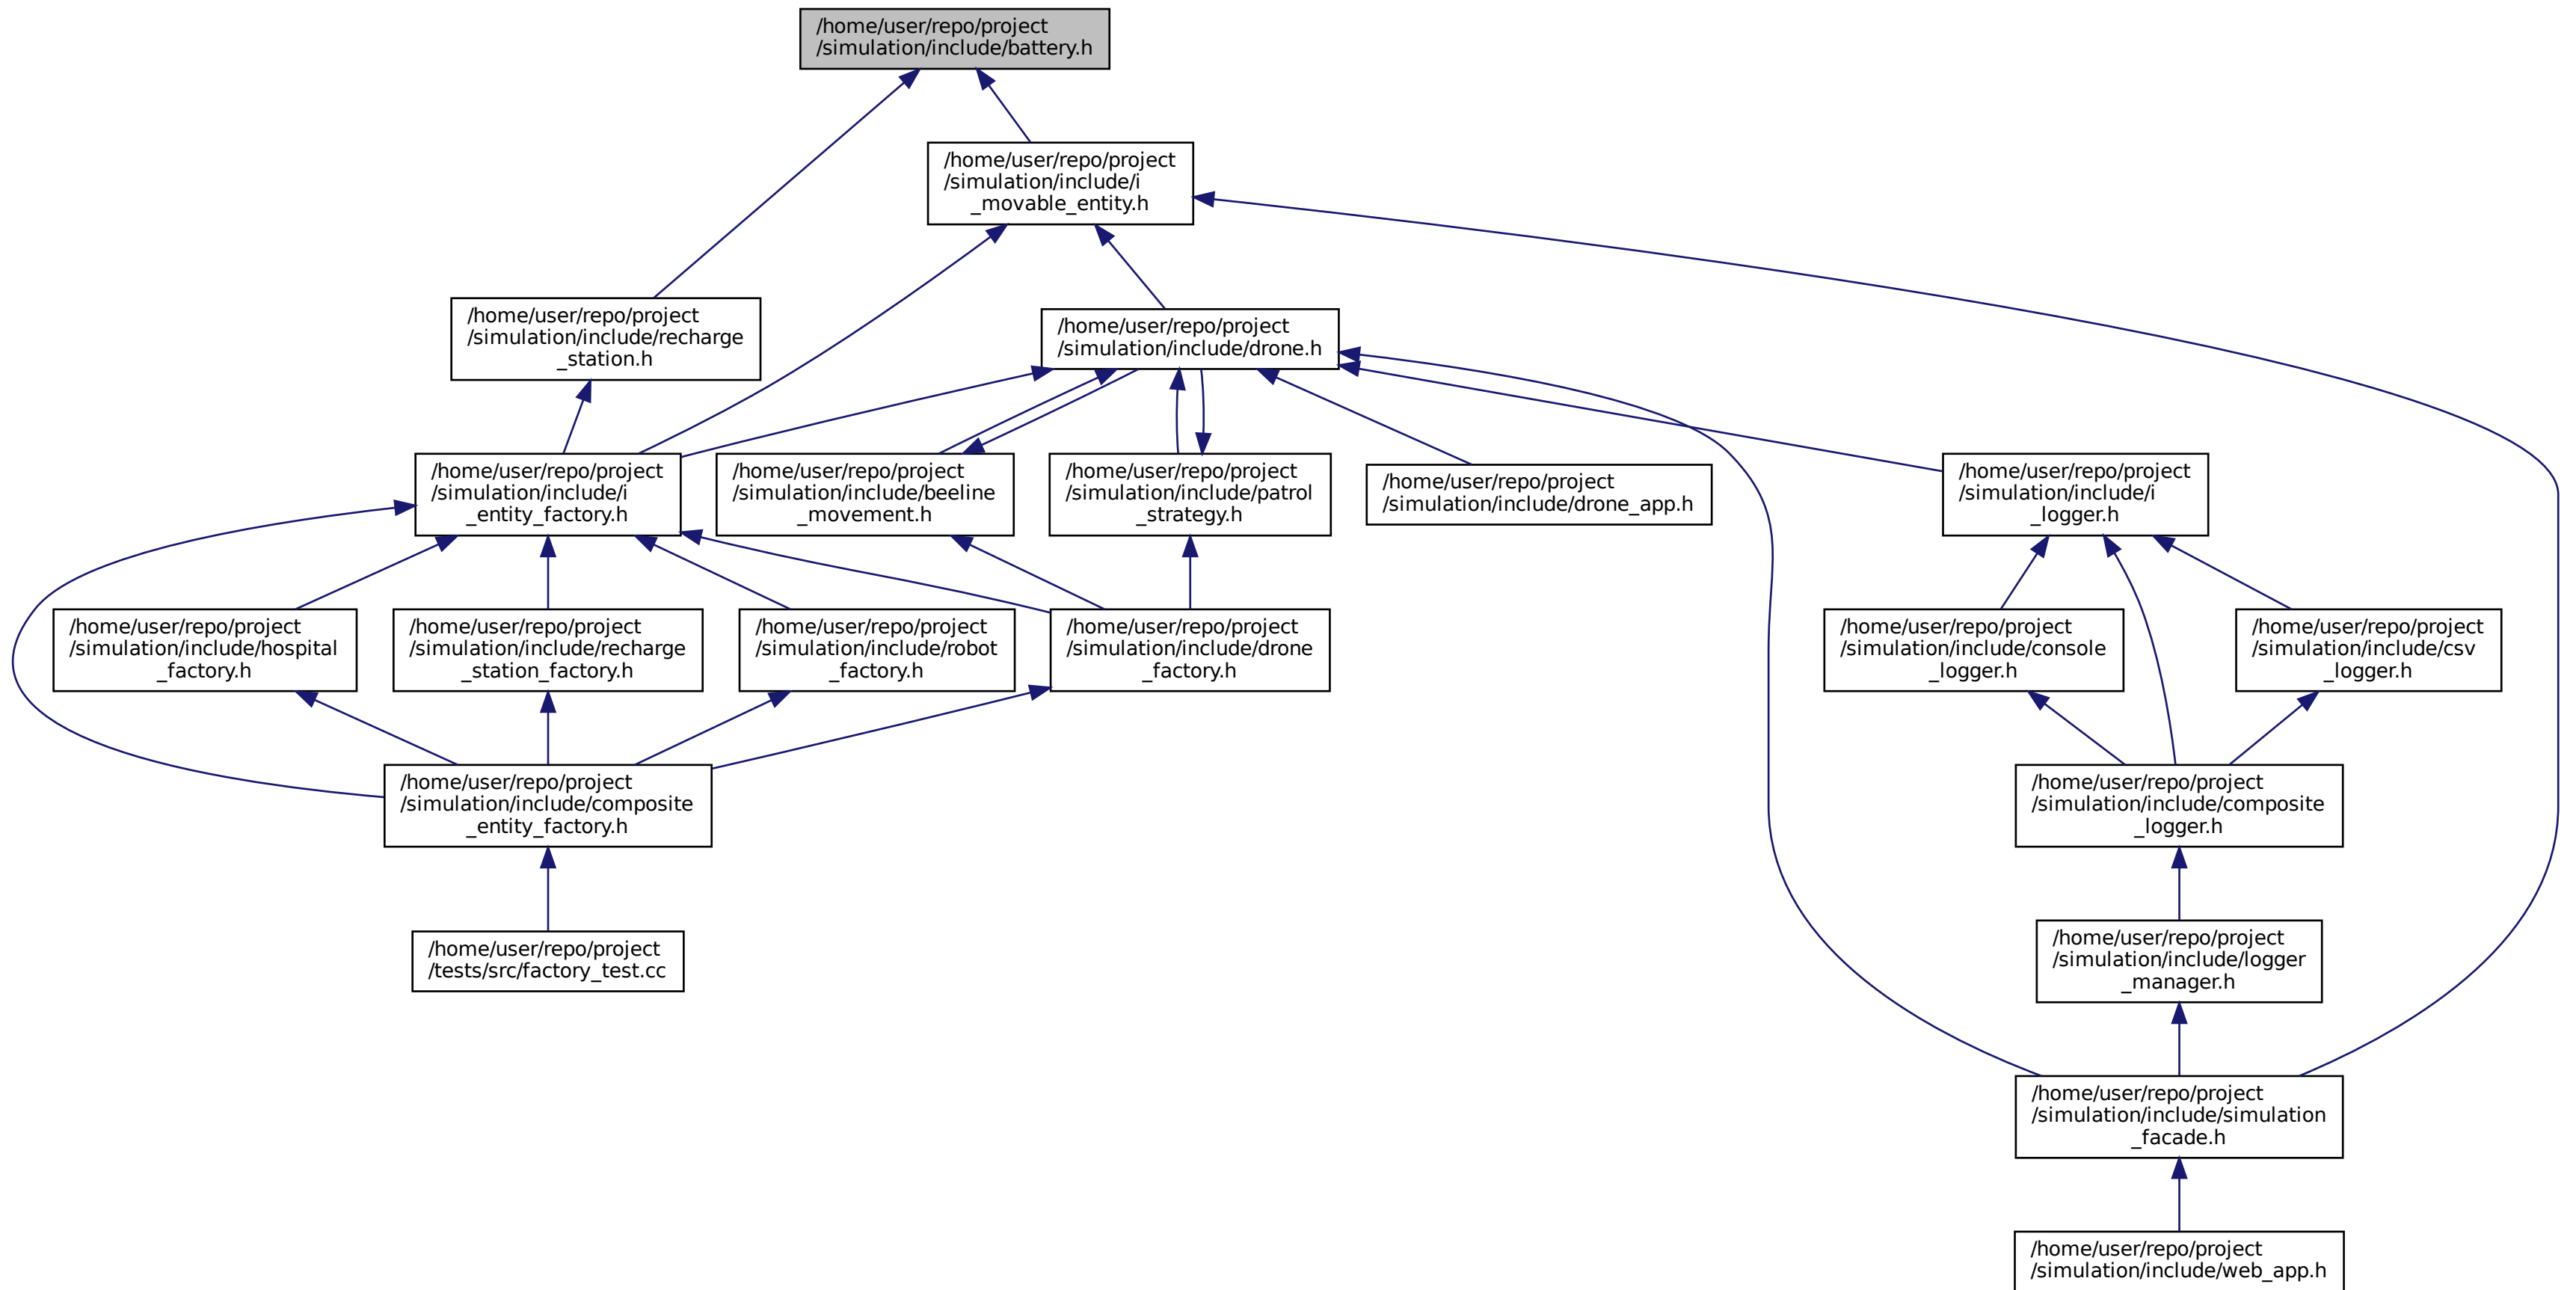 /home/user/repo/project
/simulation/include/battery.h
/home/user/repo/project
/simulation/include/i
_movable_entity.h
/home/user/repo/project
/simulation/include/recharge
_station.h
/home/user/repo/project
/simulation/include/drone.h
/home/user/repo/project
/simulation/include/i
_entity_factory.h
/home/user/repo/project
/simulation/include/beeline
_movement.h
/home/user/repo/project
/simulation/include/patrol
_strategy.h
/home/user/repo/project
/simulation/include/drone_app.h
/home/user/repo/project
/simulation/include/i
_logger.h
/home/user/repo/project
/simulation/include/hospital
_factory.h
/home/user/repo/project
/simulation/include/recharge
_station_factory.h
/home/user/repo/project
/simulation/include/robot
_factory.h
/home/user/repo/project
/simulation/include/drone
_factory.h
/home/user/repo/project
/simulation/include/console
_logger.h
/home/user/repo/project
/simulation/include/csv
_logger.h
/home/user/repo/project
/simulation/include/composite
_entity_factory.h
/home/user/repo/project
/simulation/include/composite
_logger.h
/home/user/repo/project
/tests/src/factory_test.cc
/home/user/repo/project
/simulation/include/logger
_manager.h
/home/user/repo/project
/simulation/include/simulation
_facade.h
/home/user/repo/project
/simulation/include/web_app.h